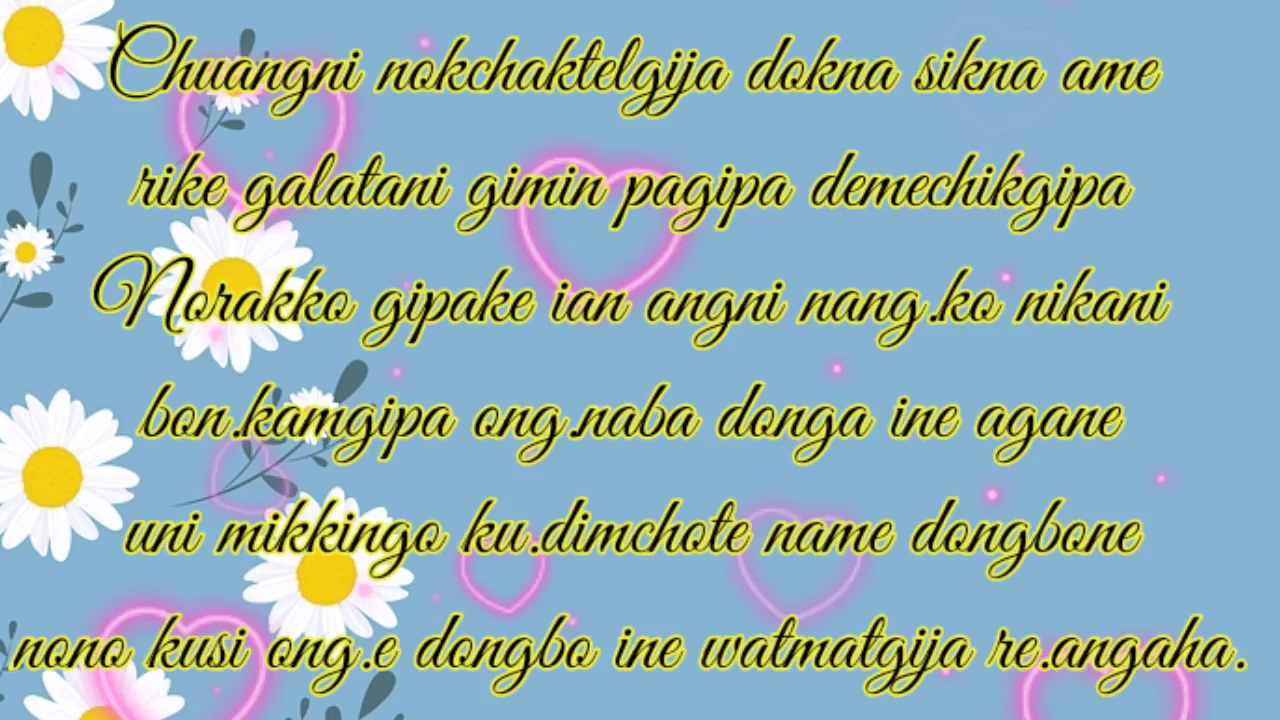 Chuangni nokchaktelgija dokna sikna ame
rike galatani gimin pagipa demechikgipa
Norakko gipake ian angni nang.ko nikani
bon.kamgipa ong.naba donga ine agane
uni mikkingo ku.dimchote name dongbone
nono kusi ong.e dongbo ine watmatgija re.angaha.